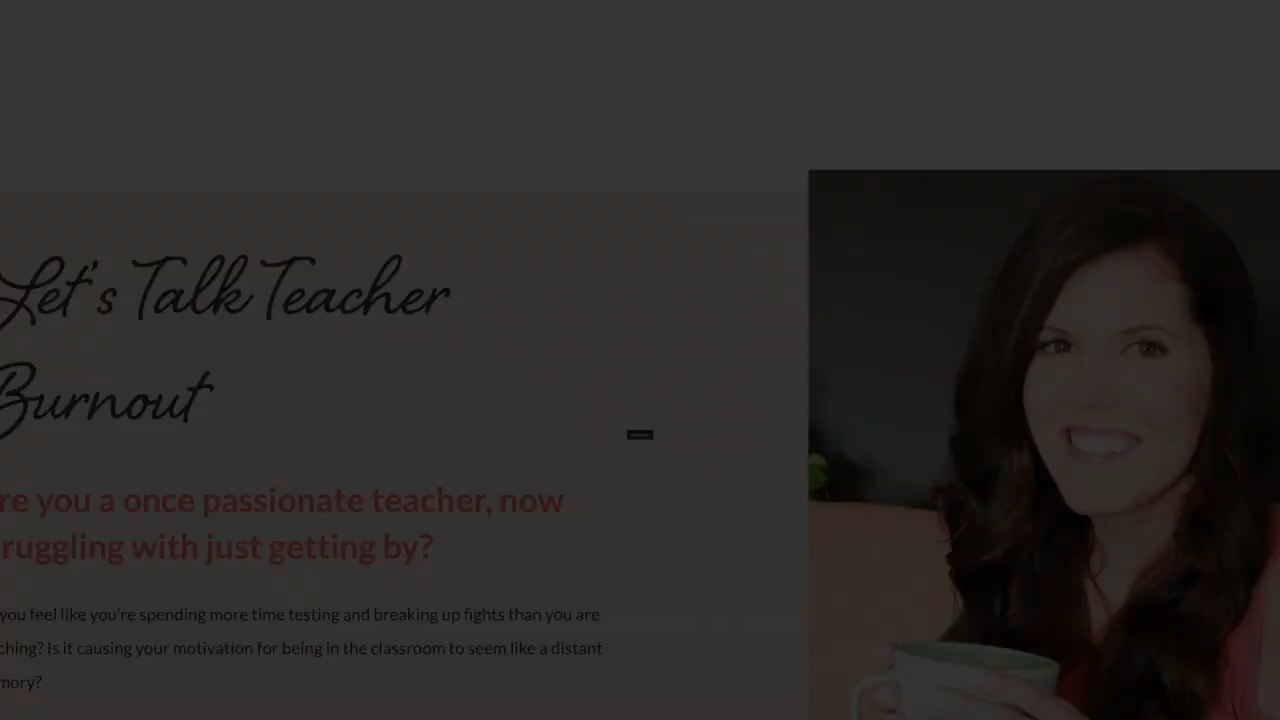 Let's Talk Teacher
Burnout
re you a once passionate teacher, now
ruggling with just getting by?
you feel like you're spending more time testing and breaking up fights than you are
ching? Is it causing your motivation for being in the classroom to seem like a distant
mory?